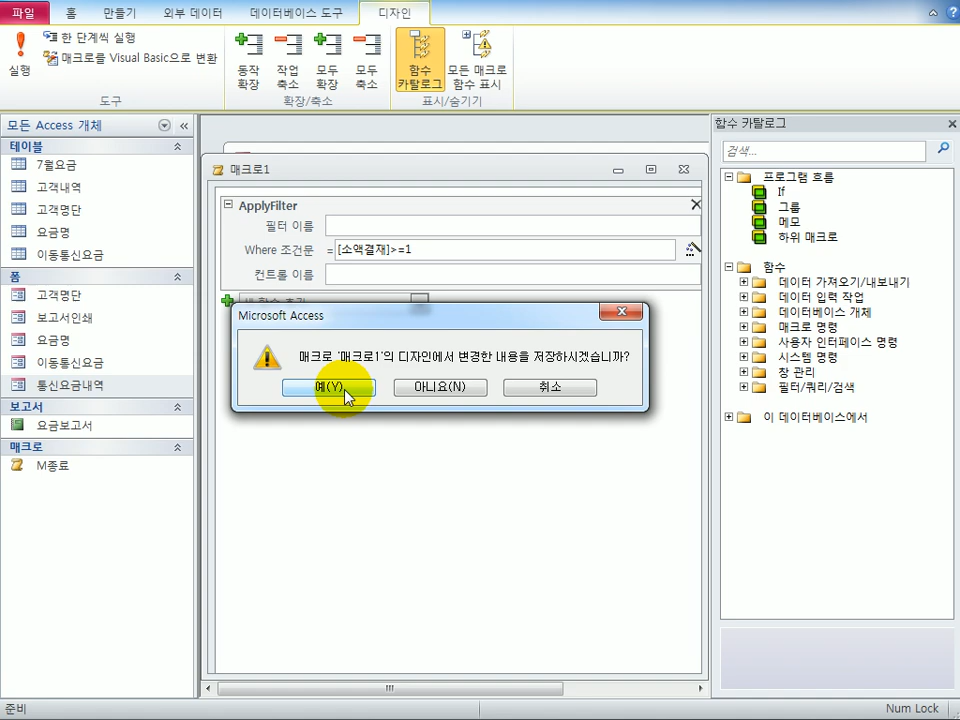 파일 홈 만들기 외부 데이터 데이터베이스 도구 디자인
실행
한 단계씩 실행
매크로를 Visual Basic으로 변환
도구
동작 확장
작업 축소
모두 확장
모두 축소
확장/축소
함수 카탈로그
모든 매크로 함수 표시
표시/숨기기
모든 Access 개체
테이블
7월요금
고객내역
고객명단
요금명
이동통신요금
폼
고객명단
보고서인쇄
요금명
이동통신요금
통신요금내역
보고서
요금보고서
매크로
M종료
매크로1
ApplyFilter
필터 이름
Where 조건문 = [소액결재]>=1
컨트롤 이름
Microsoft Access
매크로 '매크로1'의 디자인에서 변경한 내용을 저장하시겠습니까?
예(Y) 아니요(N) 취소
함수 카탈로그
검색...
프로그램 흐름
If
그룹
메모
하위 매크로
함수
데이터 가져오기/내보내기
데이터 입력 작업
데이터베이스 개체
매크로 명령
사용자 인터페이스 명령
시스템 명령
창 관리
필터/쿼리/검색
이 데이터베이스에서
준비 Num Lock